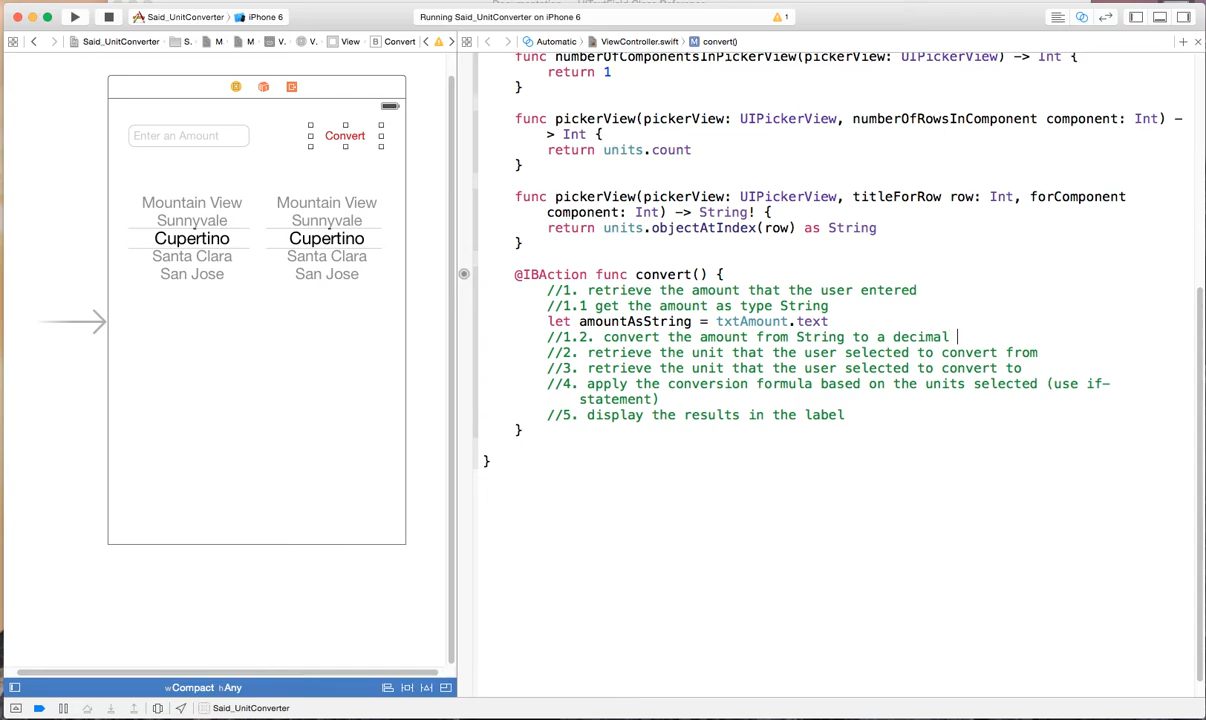 Documentation — UITextField Class Reference
Said_UnitConverter
iPhone 6
Running Said_UnitConverter on iPhone 6
1
Said_UnitConverter
S.
M
M
V.
V.
View
B
Convert
Automatic
ViewController.swift
M
convert()
Enter an Amount
Convert
Mountain View
Sunnyvale
Cupertino
Santa Clara
San Jose
Mountain View
Sunnyvale
Cupertino
Santa Clara
San Jose
func numberOfComponentsInPickerView(pickerView: UIPickerView) -> Int {
return 1
}
func pickerView(pickerView: UIPickerView, numberOfRowsInComponent component: Int) -
> Int {
return units.count
}
func pickerView(pickerView: UIPickerView, titleForRow row: Int, forComponent
component: Int) -> String! {
return units.objectAtIndex(row) as String
}
@IBAction func convert() {
//1. retrieve the amount that the user entered
//1.1 get the amount as type String
let amountAsString = txtAmount.text
//1.2. convert the amount from String to a decimal
//2. retrieve the unit that the user selected to convert from
//3. retrieve the unit that the user selected to convert to
//4. apply the conversion formula based on the units selected (use if-
statement)
//5. display the results in the label
}
}
wCompact hAny
Said_UnitConverter